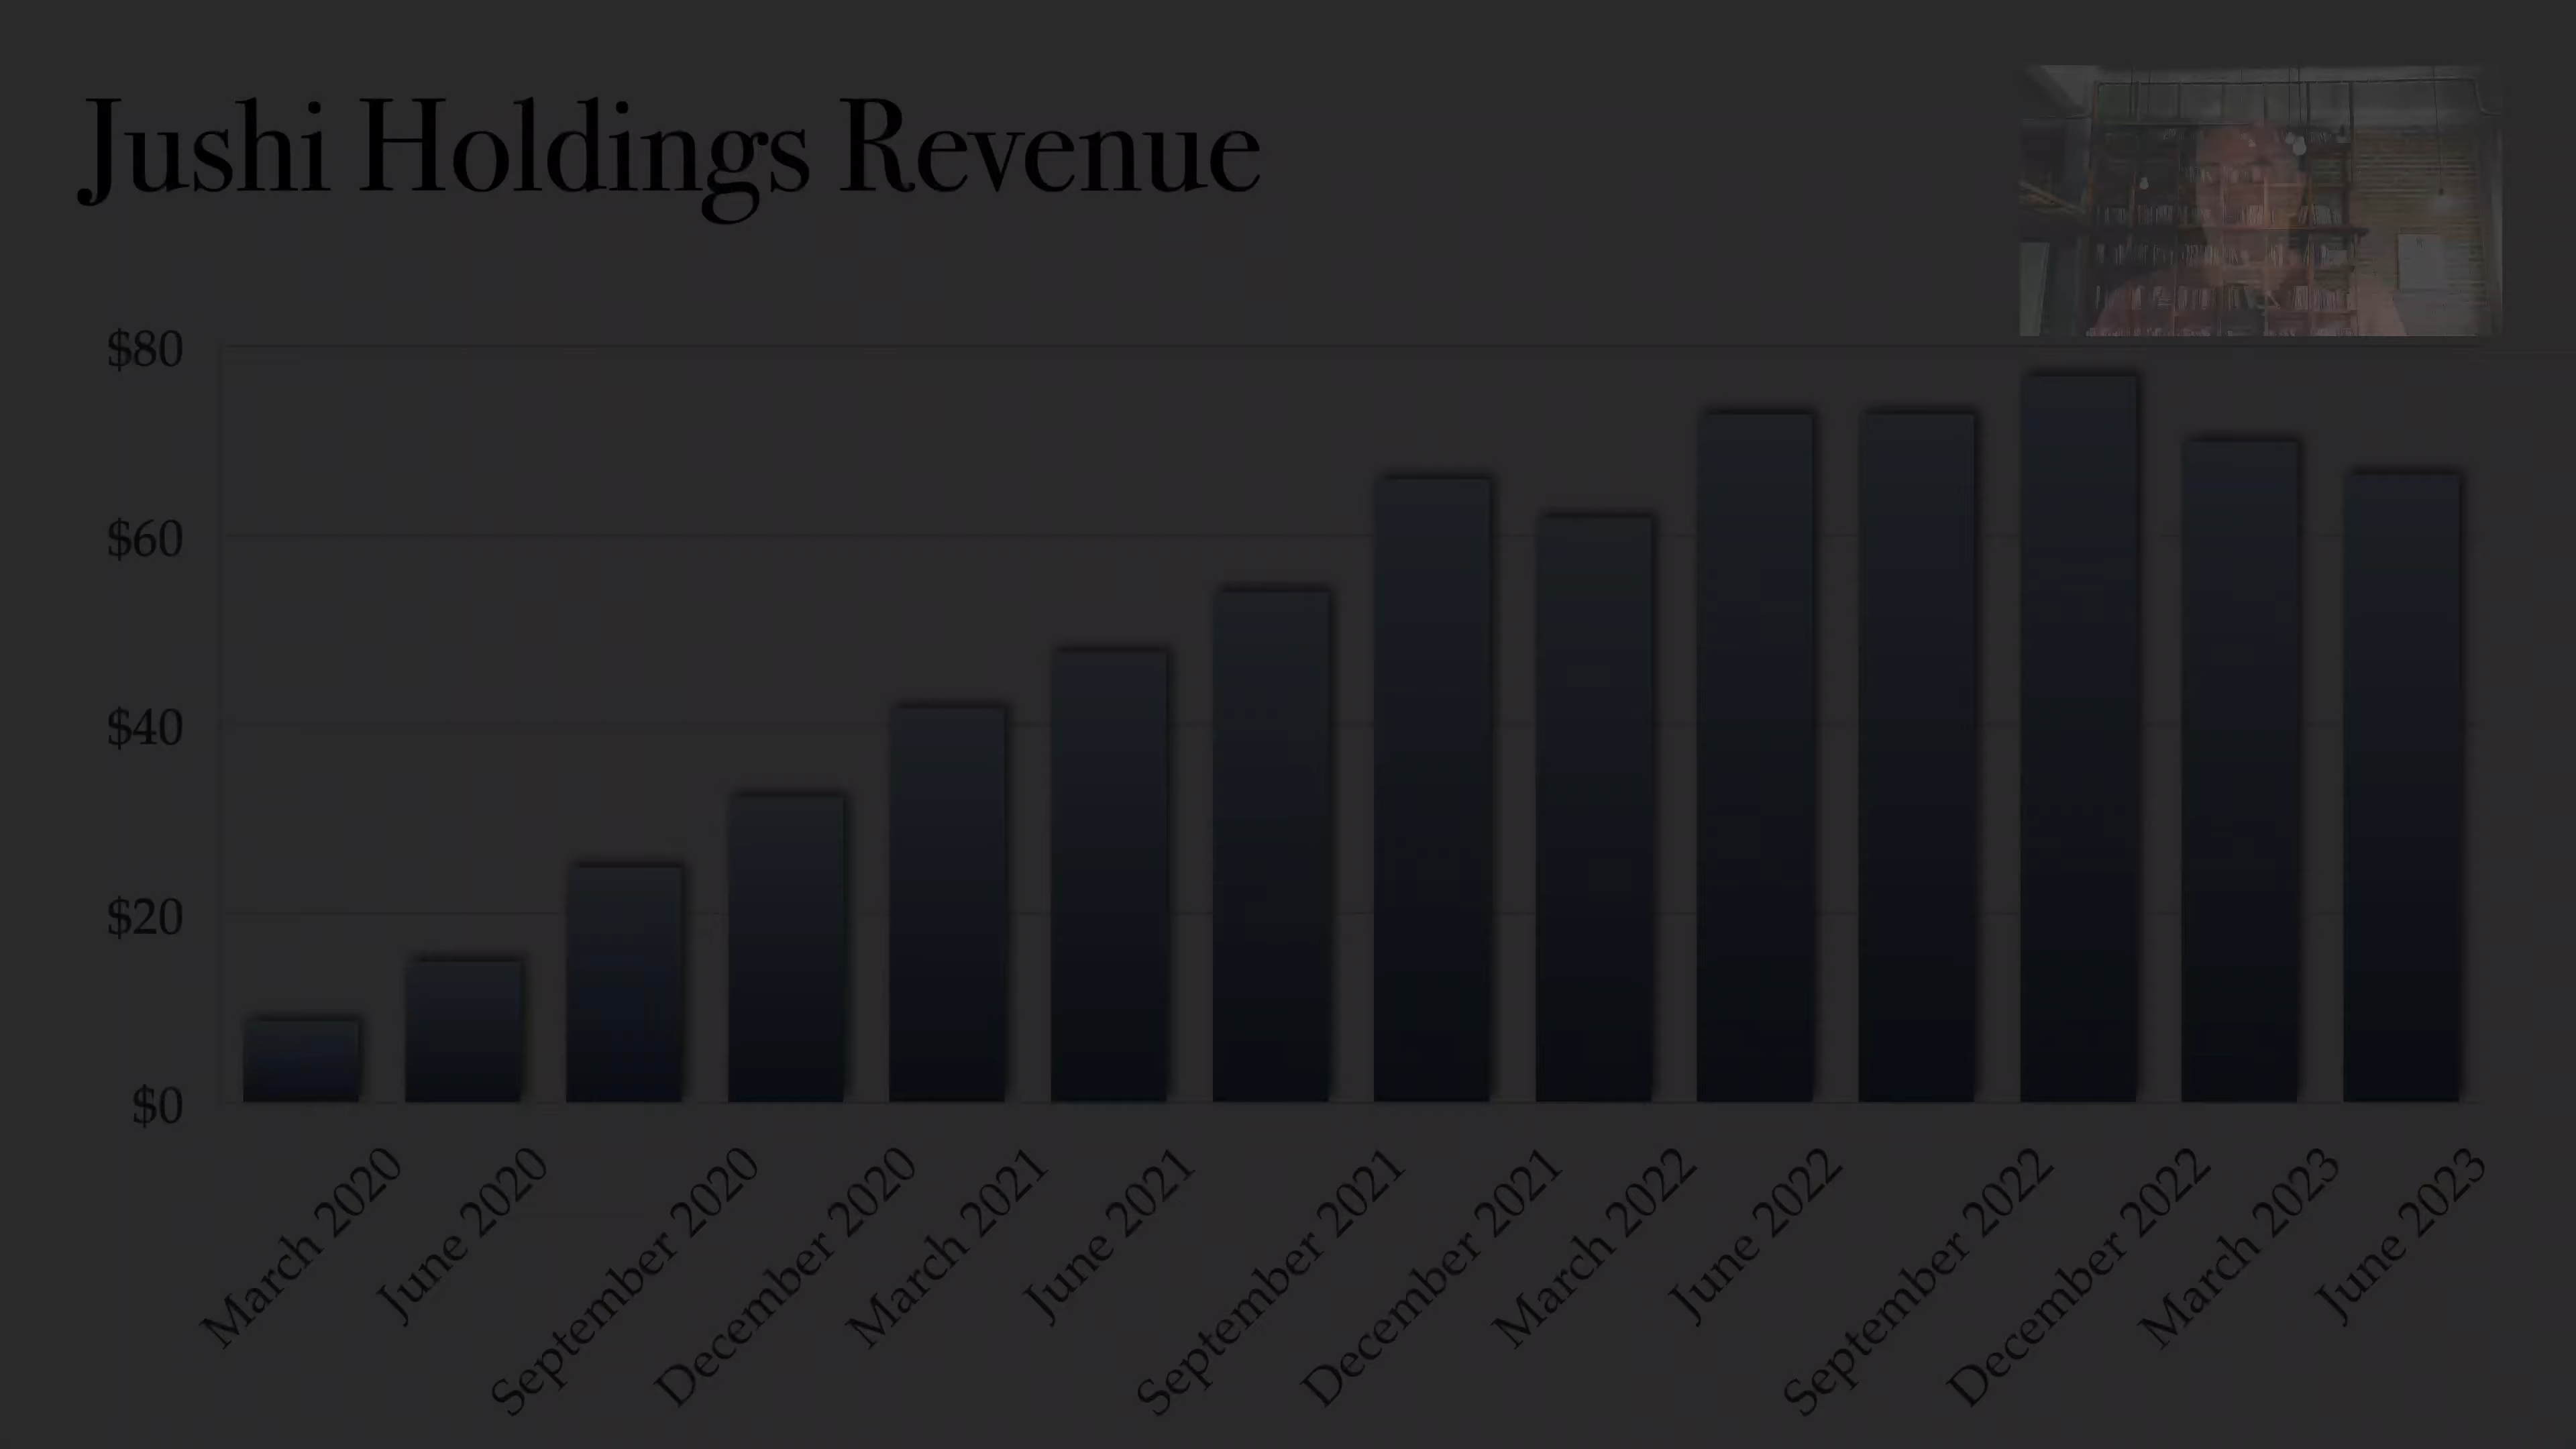 Jushi Holdings Revenue
$80
$60
$40
$20
$0
March 2020
June 2020
September 2020
December 2020
March 2021
June 2021
September 2021
December 2021
March 2022
June 2022
September 2022
December 2022
March 2023
June 2023